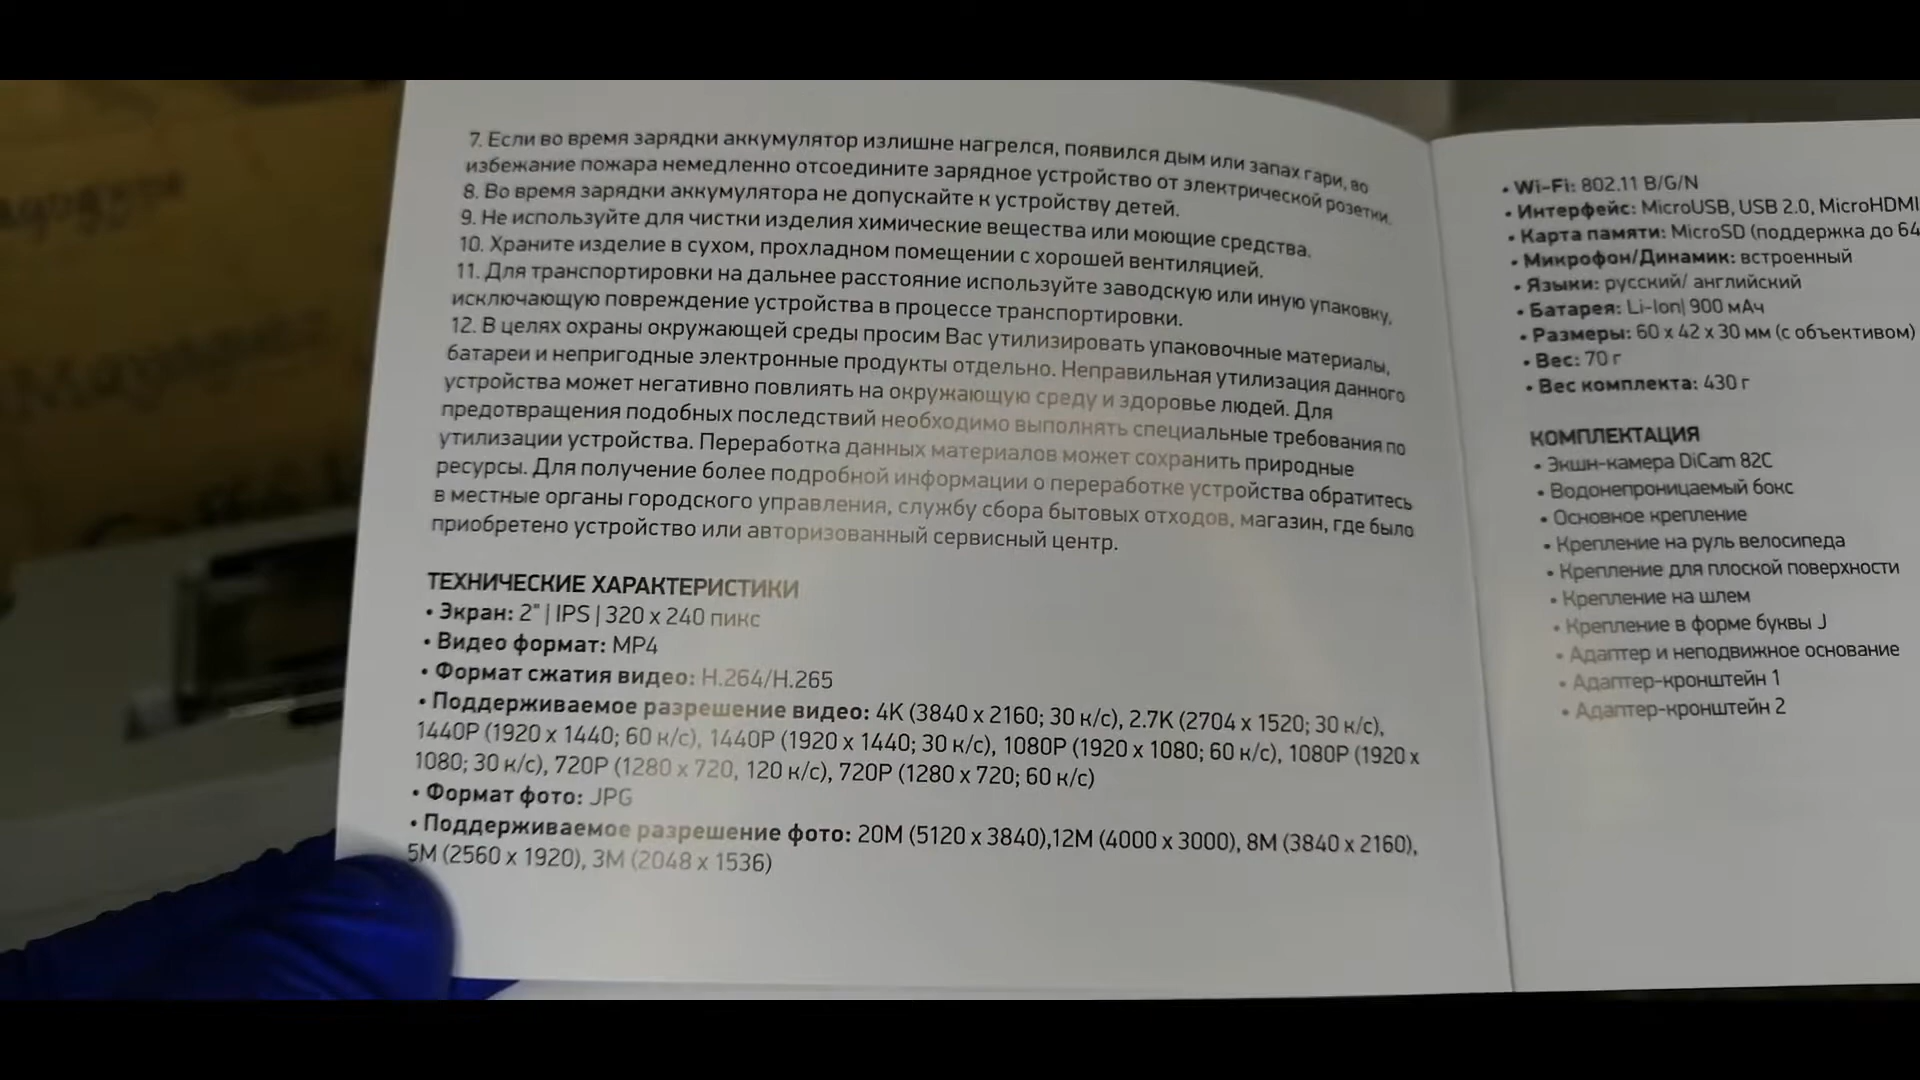 7. Если во время зарядки аккумулятор излишне нагрелся, появился дым или запах гари, во
избежание пожара немедленно отсоедините зарядное устройство от электрической розетки.
8. Во время зарядки аккумулятора не допускайте к устройству детей.
9. Не используйте для чистки изделия химические вещества или моющие средства.
10. Храните изделие в сухом, прохладном помещении с хорошей вентиляцией.
11. Для транспортировки на дальнее расстояние используйте заводскую или иную упаковку,
исключающую повреждение устройства в процессе транспортировки.
12. В целях охраны окружающей среды просим Вас утилизировать упаковочные материалы,
батареи и непригодные электронные продукты отдельно. Неправильная утилизация данного
устройства может негативно повлиять на окружающую среду и здоровье людей. Для
предотвращения подобных последствий необходимо выполнять специальные требования по
утилизации устройства. Переработка данных материалов может сохранить природные
ресурсы. Для получение более подробной информации о переработке устройства обратитесь
в местные органы городского управления, службу сбора бытовых отходов, магазин, где было
приобретено устройство или авторизованный сервисный центр.
ТЕХНИЧЕСКИЕ ХАРАКТЕРИСТИКИ
• Экран: 2" | IPS | 320 x 240 пикс
• Видео формат: MP4
• Формат сжатия видео: H.264/H.265
• Поддерживаемое разрешение видео: 4K (3840 x 2160; 30 к/с), 2.7K (2704 x 1520; 30 к/с),
1440P (1920 x 1440; 60 к/с), 1440P (1920 x 1440; 30 к/с), 1080P (1920 x 1080; 60 к/с), 1080P (1920 x
1080; 30 к/с), 720P (1280 x 720, 120 к/с), 720P (1280 x 720; 60 к/с)
• Формат фото: JPG
• Поддерживаемое разрешение фото: 20M (5120 x 3840),12M (4000 x 3000), 8M (3840 x 2160),
5M (2560 x 1920), 3M (2048 x 1536)
• Wi-Fi: 802.11 B/G/N
• Интерфейс: MicroUSB, USB 2.0, MicroHDMI
• Карта памяти: MicroSD (поддержка до 64
• Микрофон/Динамик: встроенный
• Языки: русский/ английский
• Батарея: Li-Ion| 900 мАч
• Размеры: 60 x 42 x 30 мм (с объективом)
• Вес: 70 г
• Вес комплекта: 430 г
КОМПЛЕКТАЦИЯ
• Экшн-камера DiCam 82C
• Водонепроницаемый бокс
• Основное крепление
• Крепление на руль велосипеда
• Крепление для плоской поверхности
• Крепление на шлем
• Крепление в форме буквы J
• Адаптер и неподвижное основание
• Адаптер-кронштейн 1
• Адаптер-кронштейн 2